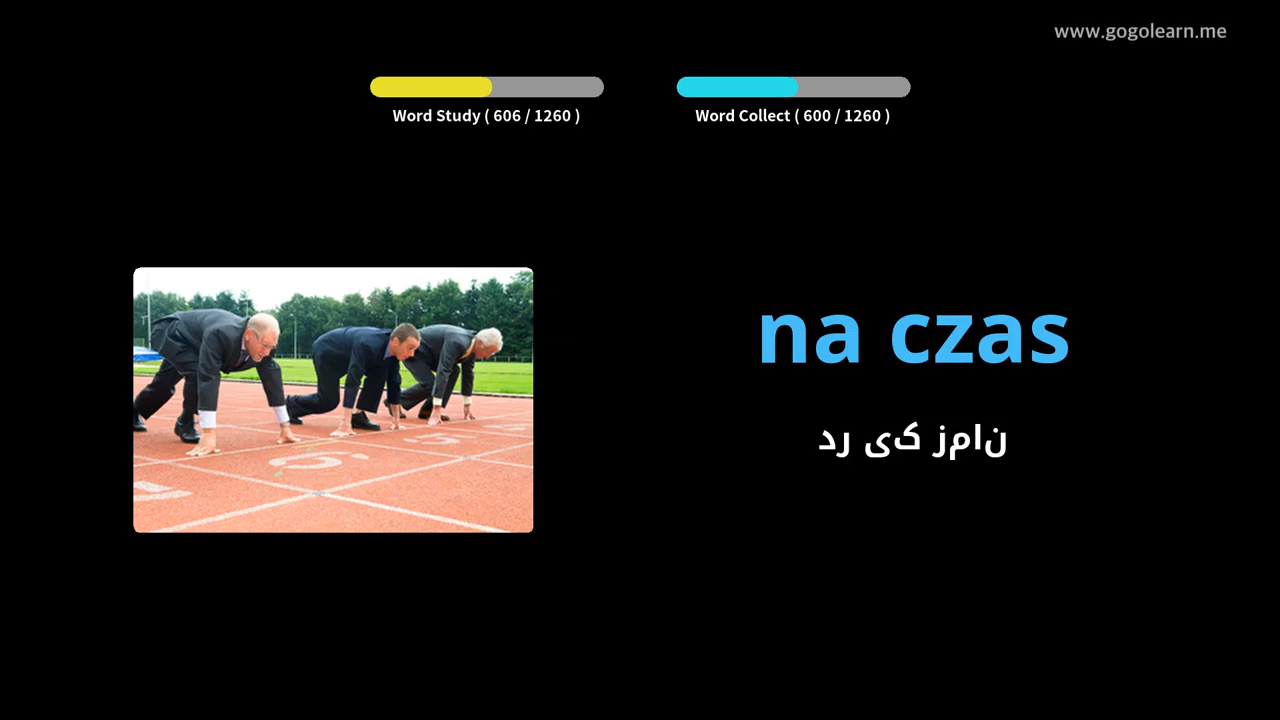 www.gogolearn.me
Word Study ( 606 / 1260 )
Word Collect ( 600 / 1260 )
na czas
نامز کی رد